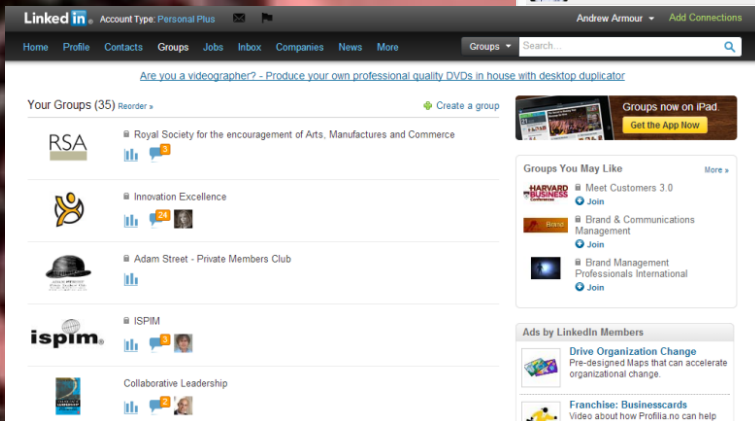 Linked in
Account Type: Personal Plus
Andrew Armour
Add Connections
Home Profile Contacts Groups Jobs Inbox Companies News More
Groups Search...
Are you a videographer? - Produce your own professional quality DVDs in house with desktop duplicator
Your Groups (35) Reorder »
Create a group
RSA
Royal Society for the encouragement of Arts, Manufactures and Commerce
3
Innovation Excellence
24
Adam Street - Private Members Club
ispim
ISPIM
3
Collaborative Leadership
2
Groups now on iPad.
Get the App Now
Groups You May Like More »
HARVARD
BUSINESS
Meet Customers 3.0
Join
Brand
Brand & Communications
Management
Join
Brand Management
Professionals International
Join
Ads by LinkedIn Members
Drive Organization Change
Pre-designed Maps that can accelerate
organizational change.
Franchise: Businesscards
Video about how Profilia.no can help